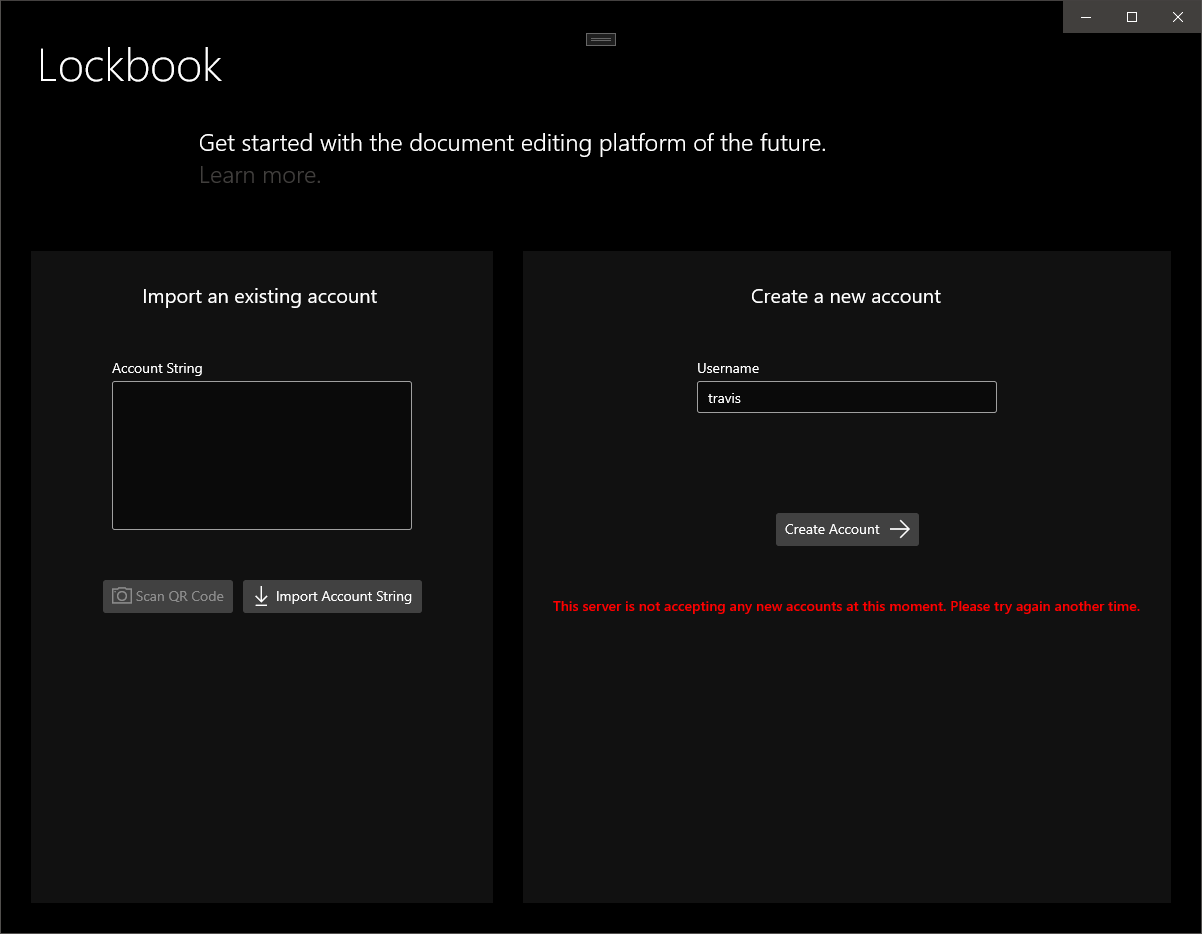 Lockbook
Get started with the document editing platform of the future.
Learn more.
Import an existing account
Account String
Scan QR Code
Import Account String
Create a new account
Username
travis
Create Account
This server is not accepting any new accounts at this moment. Please try again another time.